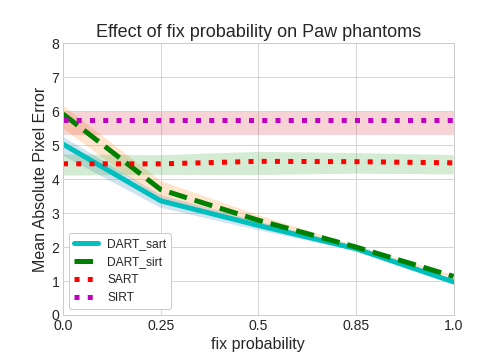 Effect of fix probability on Paw phantoms
Mean Absolute Pixel Error
8
7
6
5
4
3
2
1
0
DART_sart
DART_sirt
SART
SIRT
0.0 0.25 0.5 0.85 1.0
fix probability